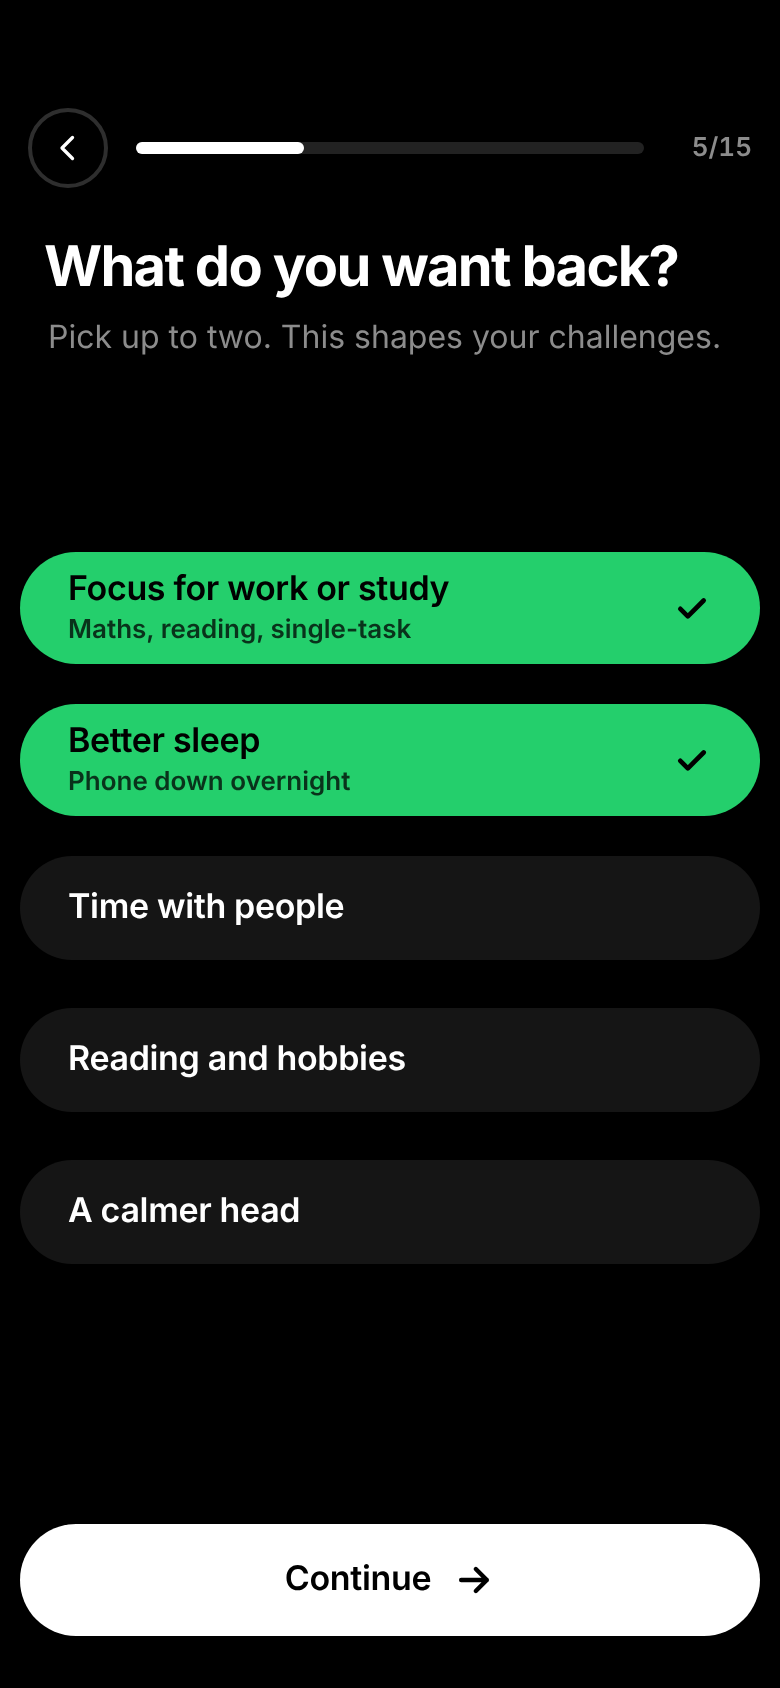 5/15
What do you want back?
Pick up to two. This shapes your challenges.
Focus for work or study
Maths, reading, single-task
Better sleep
Phone down overnight
Time with people
Reading and hobbies
A calmer head
Continue